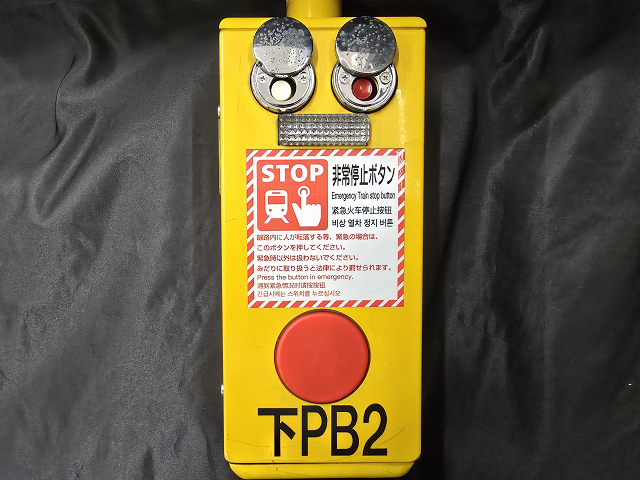 STOP
非常停止ボタン
Emergency Train stop button
紧急火车停止按钮
비상 열차 정지 버튼
線路内に人が転落する等、緊急の場合は、
このボタンを押してください。
緊急時以外は扱わないでください。
みだりに取り扱うと法律により罰せられます。
Press the button in emergency.
遇到紧急情况时请按按钮
긴급시에는 스위치를 누르십시오
下PB2